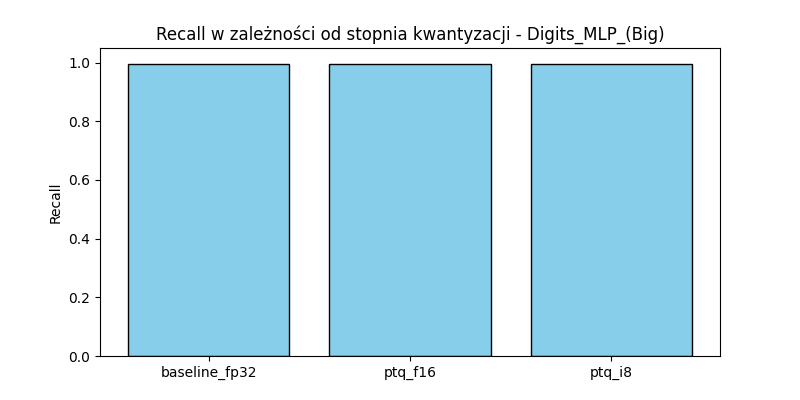 Recall w zależności od stopnia kwantyzacji - Digits_MLP_(Big)
1.0
0.8
0.6
0.4
0.2
0.0
Recall
baseline_fp32 ptq_f16 ptq_i8